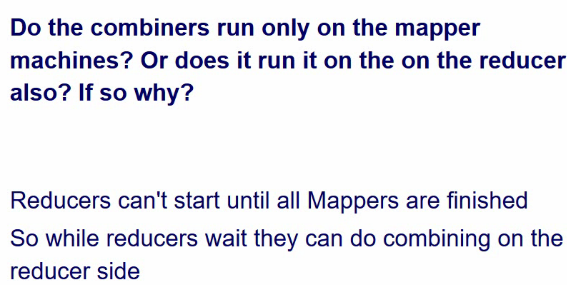 Do the combiners run only on the mapper
machines? Or does it run it on the on the reducer
also? If so why?
Reducers can't start until all Mappers are finished
So while reducers wait they can do combining on the
reducer side